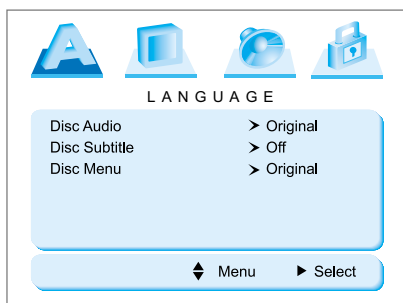 A
LANGUAGE
Disc Audio > Original
Disc Subtitle > Off
Disc Menu > Original
Menu Select